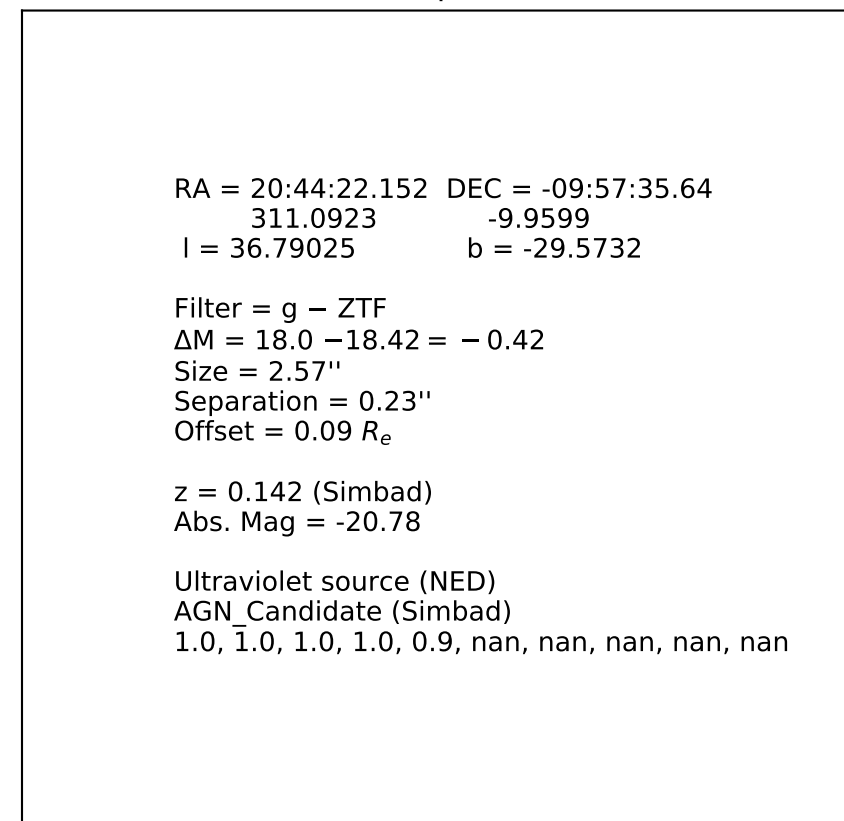 RA = 20:44:22.152 DEC = -09:57:35.64
311.0923 -9.9599
l = 36.79025 b = -29.5732
Filter = g − ZTF
ΔM = 18.0 −18.42 = − 0.42
Size = 2.57''
Separation = 0.23''
Offset = 0.09 Re
z = 0.142 (Simbad)
Abs. Mag = -20.78
Ultraviolet source (NED)
AGN_Candidate (Simbad)
1.0, 1.0, 1.0, 1.0, 0.9, nan, nan, nan, nan, nan